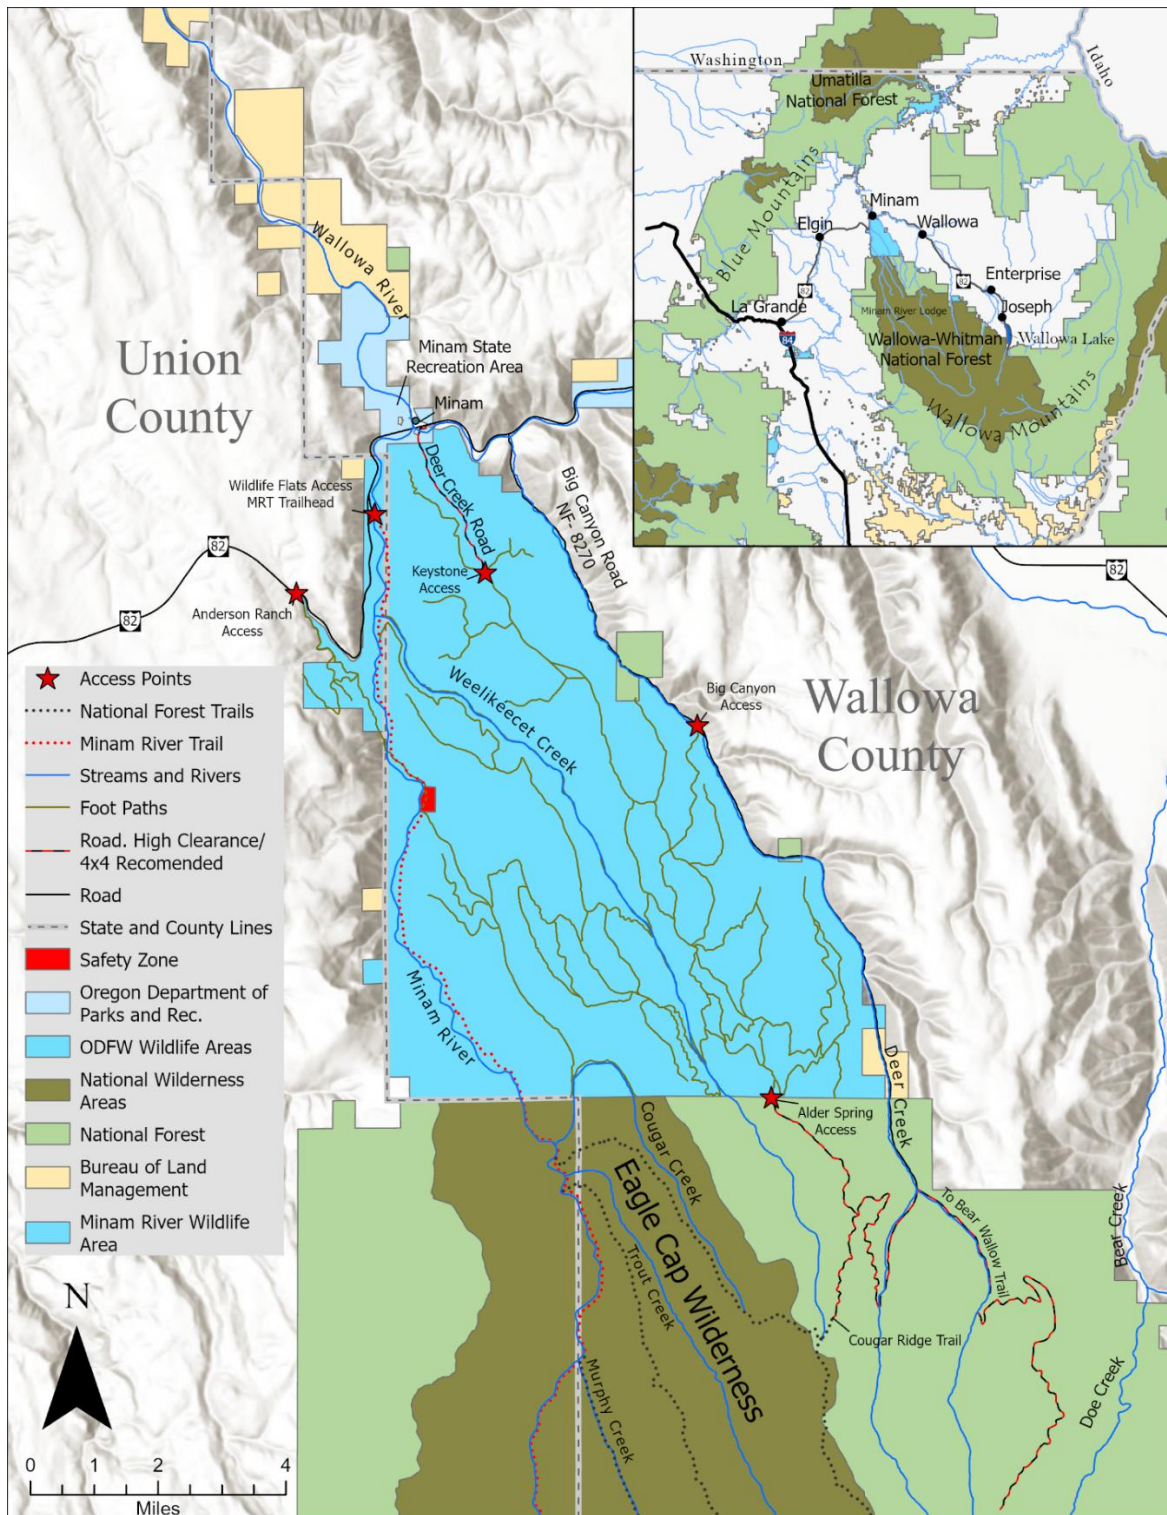 Washington
Idaho
Umatilla
National Forest
Blue Mountains
Minam
Elgin
Wallowa
82
Enterprise
82
Joseph
La Grande
Minam River Lodge
84
Wallowa-Whitman
National Forest
Wallowa Lake
Wallowa Mountains
Wallowa River
Union
County
Minam State
Recreation Area
Minam
Deer Creek Road
Wildlife Flats Access
MRT Trailhead
Big Canyon Road
NF- 8270
82
82
82
Keystone
Access
Anderson Ranch
Access
Weelikeecet Creek
Big Canyon
Access
Wallowa
County
Access Points
National Forest Trails
Minam River Trail
Streams and Rivers
Foot Paths
Road. High Clearance/
4x4 Recomended
Road
State and County Lines
Safety Zone
Oregon Department of
Parks and Rec.
ODFW Wildlife Areas
National Wilderness
Areas
National Forest
Bureau of Land
Management
Minam River Wildlife
Area
Minam River
Deer Creek
Alder Spring
Access
Cougar Creek
Eagle Cap Wilderness
Trout Creek
To Bear Wallow Trail
Bear Creek
Cougar Ridge Trail
Murphy Creek
Doe Creek
N
0 1 2 4
Miles